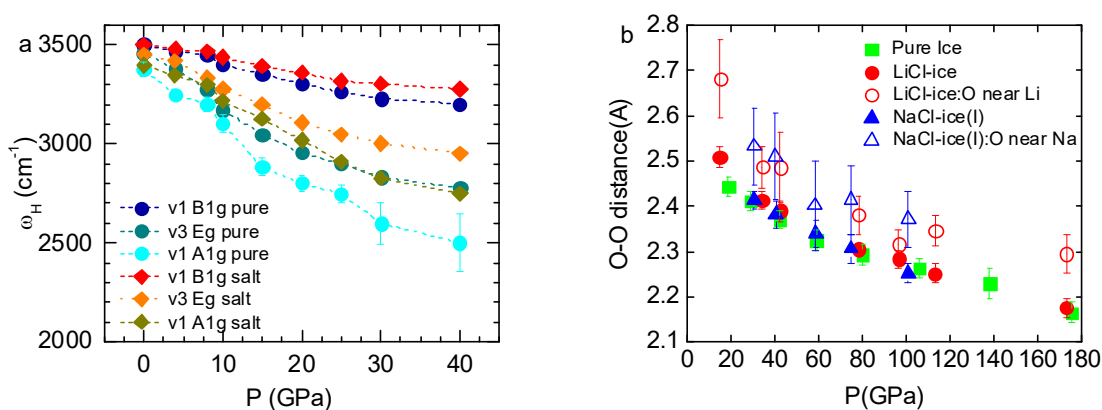 a
3500
3000
2500
2000
ω_H (cm⁻¹)
v1 B1g pure
v3 Eg pure
v1 A1g pure
v1 B1g salt
v3 Eg salt
v1 A1g salt
0
10
20
30
40
P (GPa)
b
2.8
2.7
2.6
2.5
2.4
2.3
2.2
2.1
O-O distance(A)
Pure Ice
LiCl-ice
LiCl-ice:O near Li
NaCl-ice(I)
NaCl-ice(I):O near Na
0 20 40 60 80 100 120 140 160 180
P(GPa)